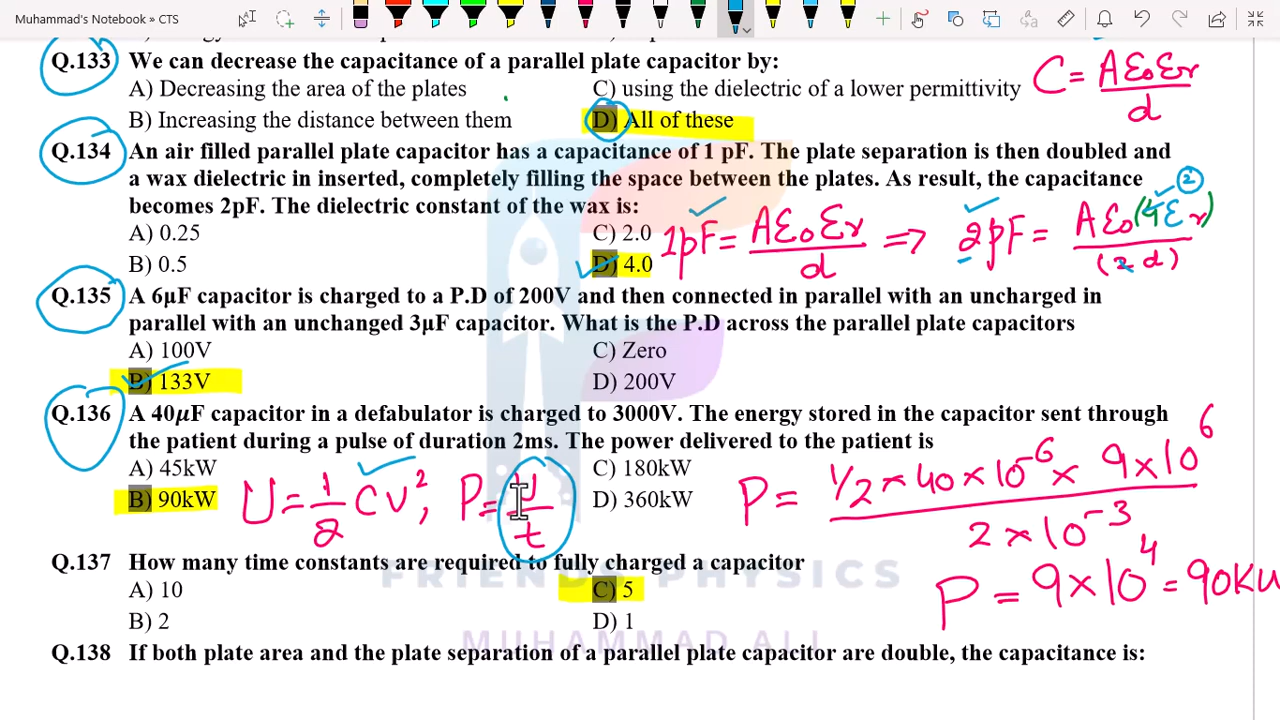 Muhammad's Notebook » CTS
Q.133 We can decrease the capacitance of a parallel plate capacitor by:
A) Decreasing the area of the plates C) using the dielectric of a lower permittivity
B) Increasing the distance between them D) All of these
C = Aε₀εr / d
Q.134 An air filled parallel plate capacitor has a capacitance of 1 pF. The plate separation is then doubled and
a wax dielectric in inserted, completely filling the space between the plates. As result, the capacitance
becomes 2pF. The dielectric constant of the wax is:
A) 0.25 C) 2.0
B) 0.5 D) 4.0
1pF = Aε₀εr / d => 2pF = Aε₀(4εr) / (2d)
2
Q.135 A 6µF capacitor is charged to a P.D of 200V and then connected in parallel with an uncharged in
parallel with an unchanged 3µF capacitor. What is the P.D across the parallel plate capacitors
A) 100V C) Zero
B) 133V D) 200V
Q.136 A 40µF capacitor in a defabulator is charged to 3000V. The energy stored in the capacitor sent through
the patient during a pulse of duration 2ms. The power delivered to the patient is
A) 45kW C) 180kW
B) 90kW D) 360kW
U = 1/2 CV², P = U/t
P = 1/2 × 40 × 10⁻⁶ × 9 × 10⁶ / 2 × 10⁻³
P = 9 × 10⁴ = 90KW
Q.137 How many time constants are required to fully charged a capacitor
A) 10 C) 5
B) 2 D) 1
MUHAMMAD ALI
Q.138 If both plate area and the plate separation of a parallel plate capacitor are double, the capacitance is: